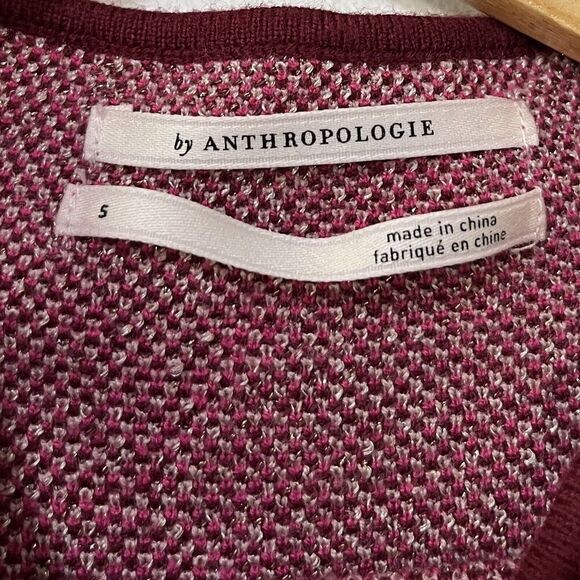 by ANTHROPOLOGIE
S
made in china
fabriqué en chine